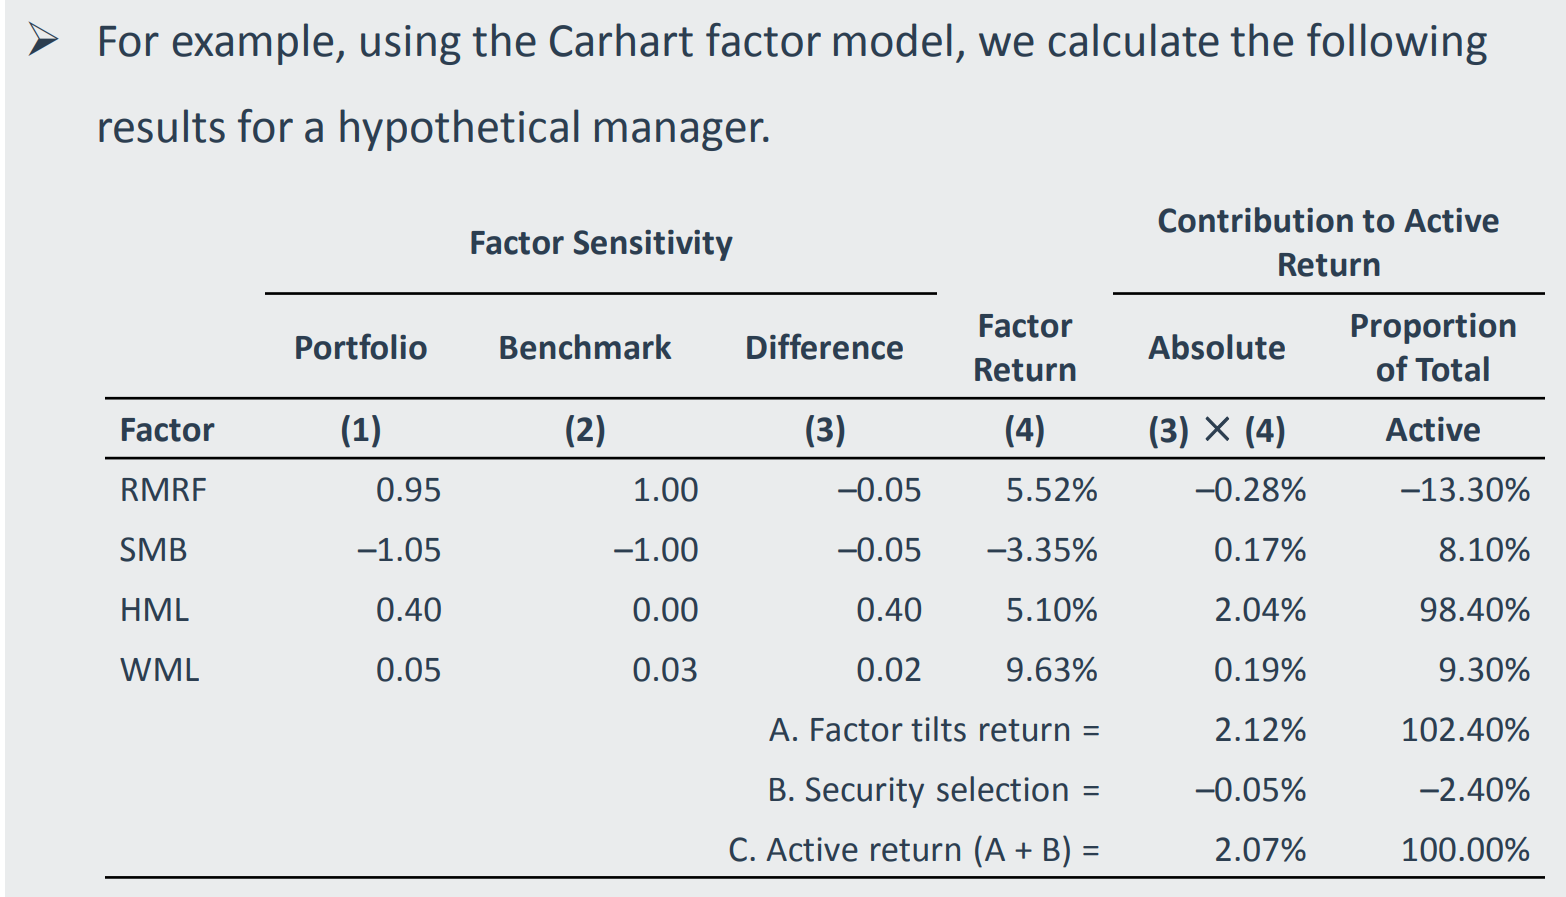 ➢ For example, using the Carhart factor model, we calculate the following
results for a hypothetical manager.
Factor Sensitivity
Contribution to Active
Return
Portfolio Benchmark Difference Factor Return Absolute Proportion of Total
Factor (1) (2) (3) (4) (3) × (4) Active
RMRF 0.95 1.00 –0.05 5.52% –0.28% –13.30%
SMB –1.05 –1.00 –0.05 –3.35% 0.17% 8.10%
HML 0.40 0.00 0.40 5.10% 2.04% 98.40%
WML 0.05 0.03 0.02 9.63% 0.19% 9.30%
A. Factor tilts return = 2.12% 102.40%
B. Security selection = –0.05% –2.40%
C. Active return (A + B) = 2.07% 100.00%